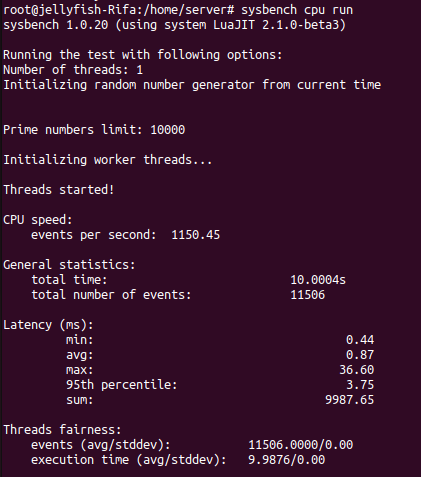 root@jellyfish-Rifa:/home/server# sysbench cpu run
sysbench 1.0.20 (using system LuaJIT 2.1.0-beta3)
Running the test with following options:
Number of threads: 1
Initializing random number generator from current time
Prime numbers limit: 10000
Initializing worker threads...
Threads started!
CPU speed:
events per second: 1150.45
General statistics:
total time: 10.0004s
total number of events: 11506
Latency (ms):
min: 0.44
avg: 0.87
max: 36.60
95th percentile: 3.75
sum: 9987.65
Threads fairness:
events (avg/stddev): 11506.0000/0.00
execution time (avg/stddev): 9.9876/0.00